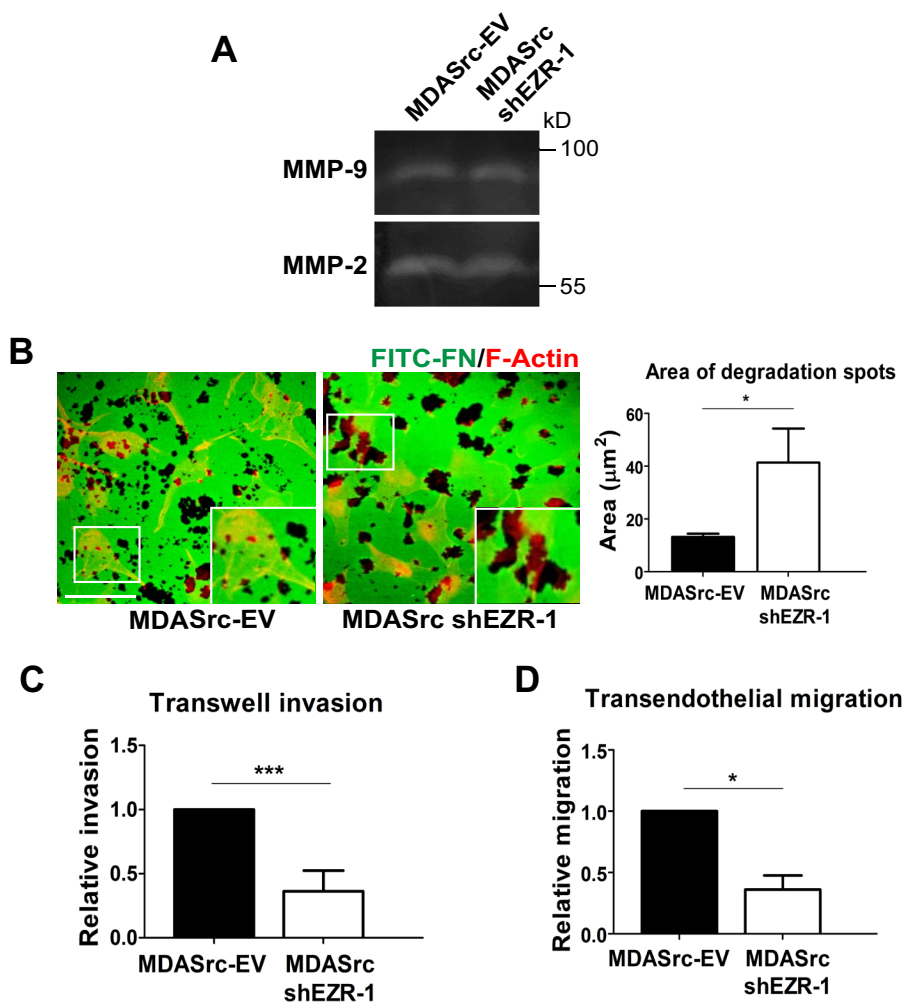 A
MDASrc-EV
MDASrc
shEZR-1
kD
MMP-9
100
MMP-2
55
B
FITC-FN/F-Actin
MDASrc-EV
MDASrc shEZR-1
Area of degradation spots
*
Area (μm²)
60
40
20
0
MDASrc-EV
MDASrc
shEZR-1
C
Transwell invasion
***
Relative invasion
1.5
1.0
0.5
0.0
MDASrc-EV
MDASrc
shEZR-1
D
Transendothelial migration
*
Relative migration
1.5
1.0
0.5
0.0
MDASrc-EV
MDASrc
shEZR-1